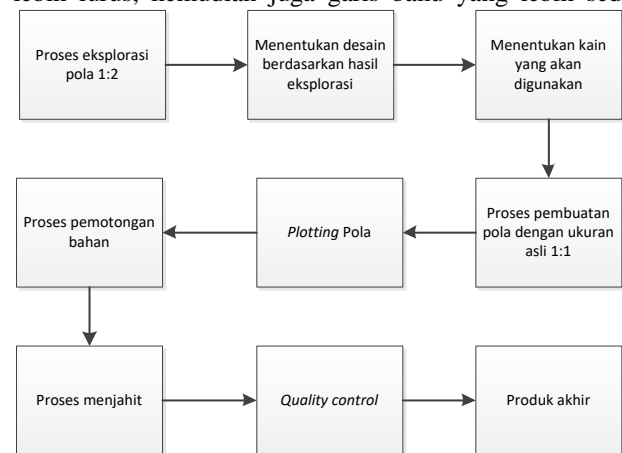 Proses eksplorasi
pola 1:2
Menentukan desain
berdasarkan hasil
eksplorasi
Menentukan kain
yang akan
digunakan
Proses pembuatan
pola dengan ukuran
asli 1:1
Plotting Pola
Proses pemotongan
bahan
Proses menjahit
Quality control
Produk akhir